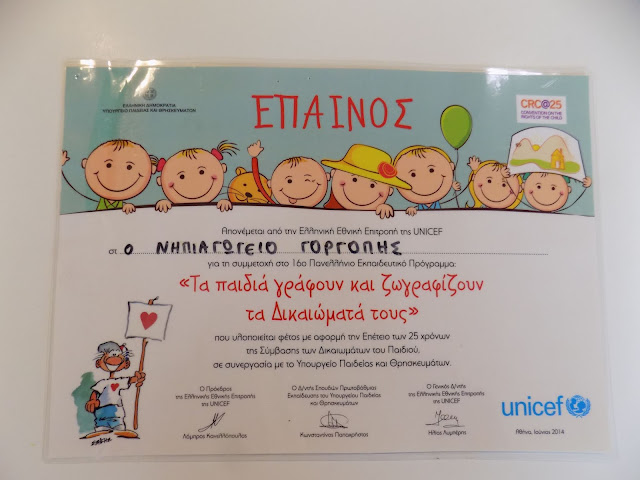 ΕΛΛΗΝΙΚΗ ΔΗΜΟΚΡΑΤΙΑ
ΥΠΟΥΡΓΕΙΟ ΠΑΙΔΕΙΑΣ ΚΑΙ ΘΡΗΣΚΕΥΜΑΤΩΝ
ΕΠΑΙΝΟΣ
CRC@25
CONVENTION ON THE
RIGHTS OF THE CHILD
Απονέμεται από την Ελληνική Εθνική Επιτροπή της UNICEF
στ Ο ΝΗΠΙΑΓΩΓΕΙΟ ΓΟΡΓΟΠΗΣ
για τη συμμετοχή στο 16ο Πανελλήνιο Εκπαιδευτικό Πρόγραμμα:
«Τα παιδιά γράφουν και ζωγραφίζουν
τα Δικαιώματά τους»
που υλοποιείται φέτος με αφορμή την Επέτειο των 25 χρόνων
της Σύμβασης των Δικαιωμάτων του Παιδιού,
σε συνεργασία με το Υπουργείο Παιδείας και Θρησκευμάτων.
Ο Πρόεδρος
της Ελληνικής Εθνικής Επιτροπής
της UNICEF
Λάμπρος Κανελλόπουλος
Ο Δ/ντής Σπουδών Πρωτοβάθμιας
Εκπαίδευσης του Υπουργείου Παιδείας
και Θρησκευμάτων
Κωνσταντίνος Παπαχρήστος
Ο Γενικός Δ/ντής
της Ελληνικής Εθνικής Επιτροπής
της UNICEF
Ηλίας Λυμπέρης
unicef
Αθήνα, Ιούνιος 2014